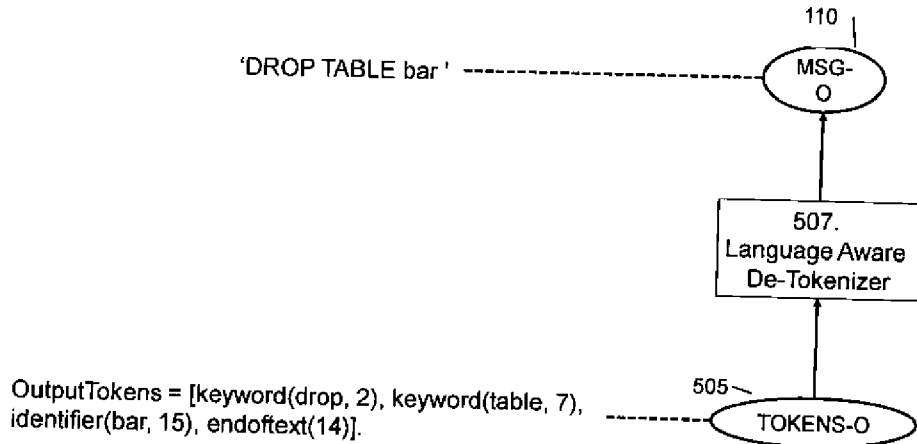 110
'DROP TABLE bar '
MSG-
O
507.
Language Aware
De-Tokenizer
OutputTokens = [keyword(drop, 2), keyword(table, 7),
identifier(bar, 15), endoftext(14)].
505
TOKENS-O